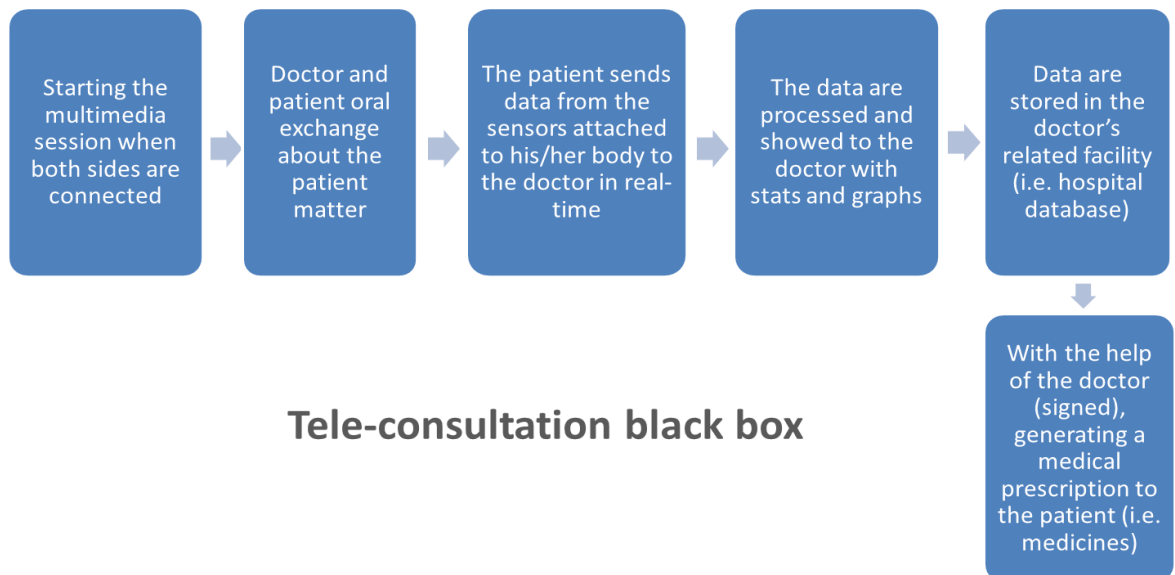 Starting the
multimedia
session when
both sides are
connected
Doctor and
patient oral
exchange
about the
patient
matter
The patient sends
data from the
sensors attached
to his/her body to
the doctor in real-
time
The data are
processed and
showed to the
doctor with
stats and graphs
Data are
stored in the
doctor’s
related facility
(i.e. hospital
database)
With the help
of the doctor
(signed),
generating a
medical
prescription to
the patient (i.e.
medicines)
Tele-consultation black box